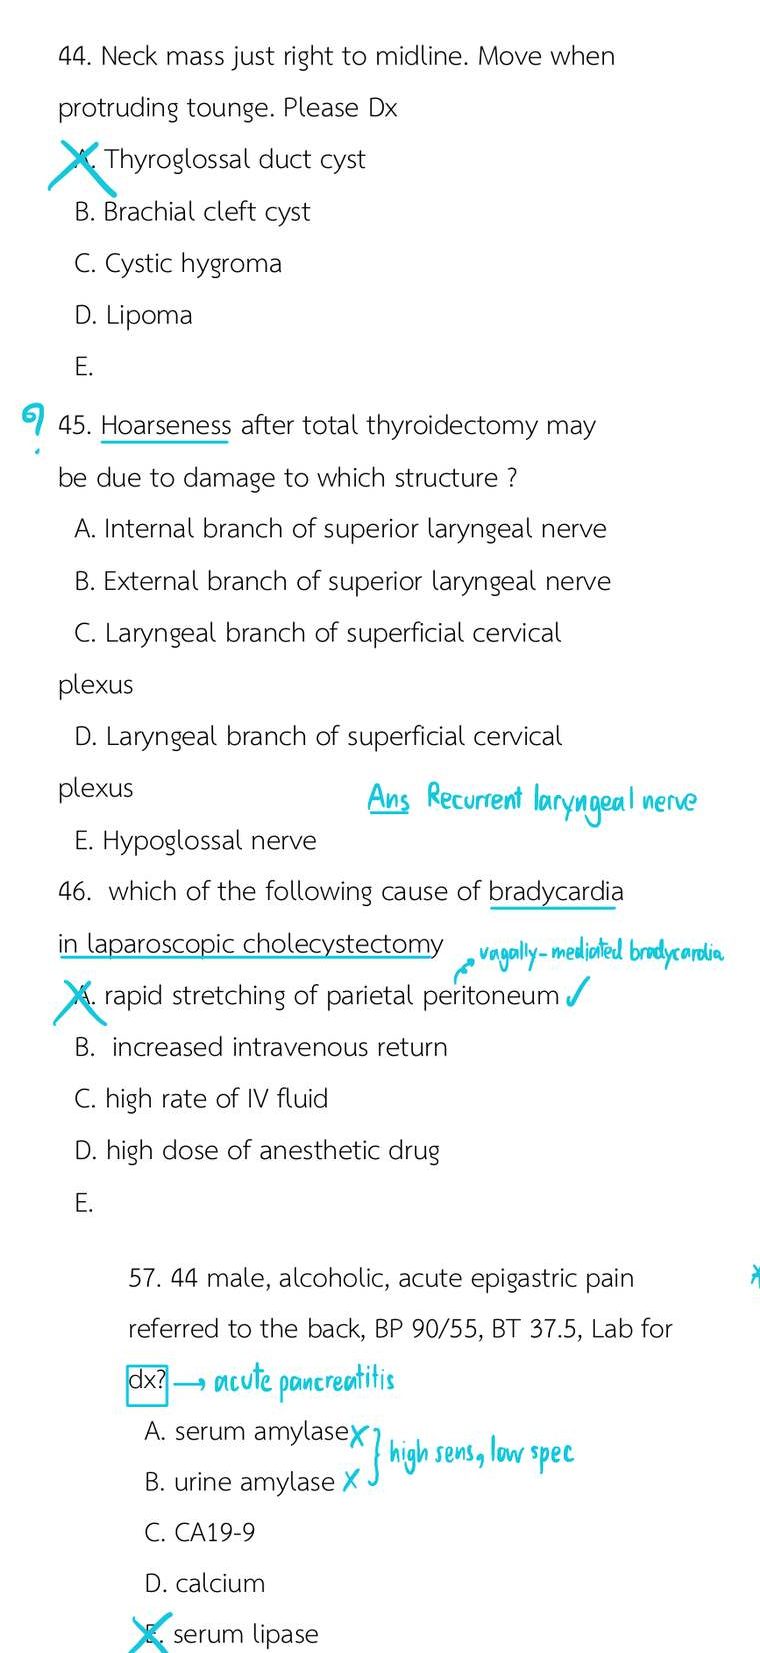 44. Neck mass just right to midline. Move when
protruding tounge. Please Dx
A. Thyroglossal duct cyst
B. Brachial cleft cyst
C. Cystic hygroma
D. Lipoma
E.
? 45. Hoarseness after total thyroidectomy may
be due to damage to which structure ?
A. Internal branch of superior laryngeal nerve
B. External branch of superior laryngeal nerve
C. Laryngeal branch of superficial cervical
plexus
D. Laryngeal branch of superficial cervical
plexus
Ans Recurrent laryngeal nerve
E. Hypoglossal nerve
46. which of the following cause of bradycardia
in laparoscopic cholecystectomy
vagally-mediated bradycardia
A. rapid stretching of parietal peritoneum ✓
B. increased intravenous return
C. high rate of IV fluid
D. high dose of anesthetic drug
E.
57. 44 male, alcoholic, acute epigastric pain
referred to the back, BP 90/55, BT 37.5, Lab for
dx? → acute pancreatitis
A. serum amylase X
high sens, low spec
B. urine amylase X
C. CA19-9
D. calcium
E. serum lipase